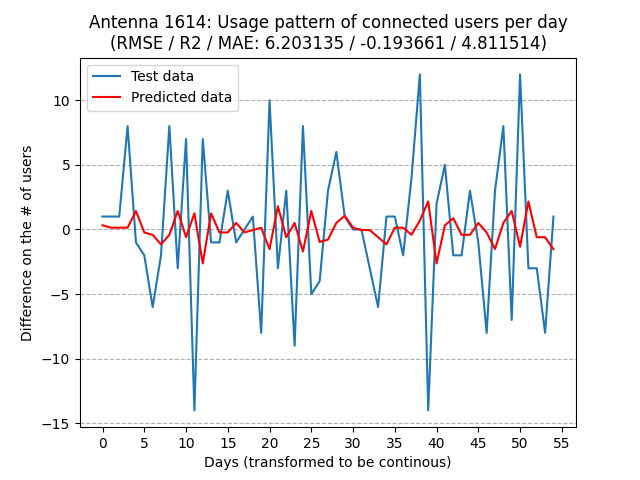 Antenna 1614: Usage pattern of connected users per day
(RMSE / R2 / MAE: 6.203135 / -0.193661 / 4.811514)
Test data
Predicted data
Difference on the # of users
10
5
0
−5
−10
−15
0 5 10 15 20 25 30 35 40 45 50 55
Days (transformed to be continous)